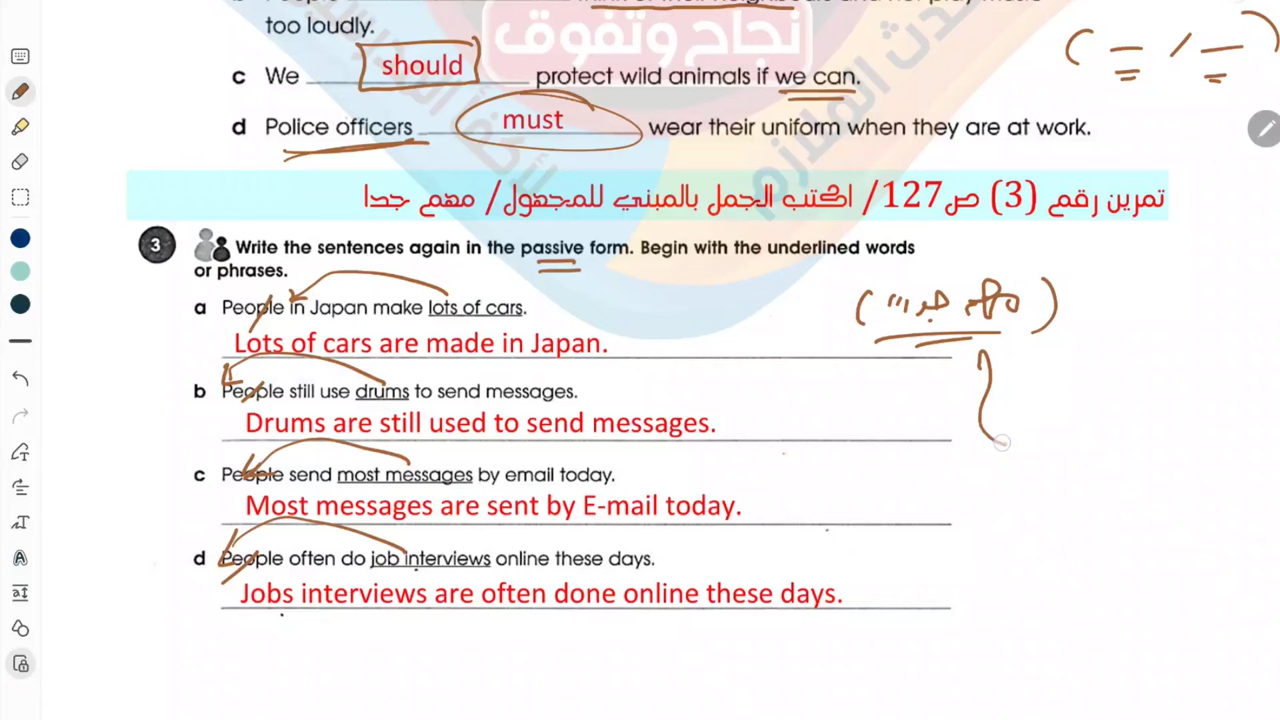 too loudly.
نجاح وتفوق
c We should protect wild animals if we can.
d Police officers must wear their uniform when they are at work.
تمرين رقم (3) ص127/ اكتب الجمل بالمبني للمجهول/ مهم جدا
3 Write the sentences again in the passive form. Begin with the underlined words
or phrases.
a People in Japan make lots of cars.
Lots of cars are made in Japan.
b People still use drums to send messages.
Drums are still used to send messages.
c People send most messages by email today.
Most messages are sent by E-mail today.
d People often do job interviews online these days.
Jobs interviews are often done online these days.